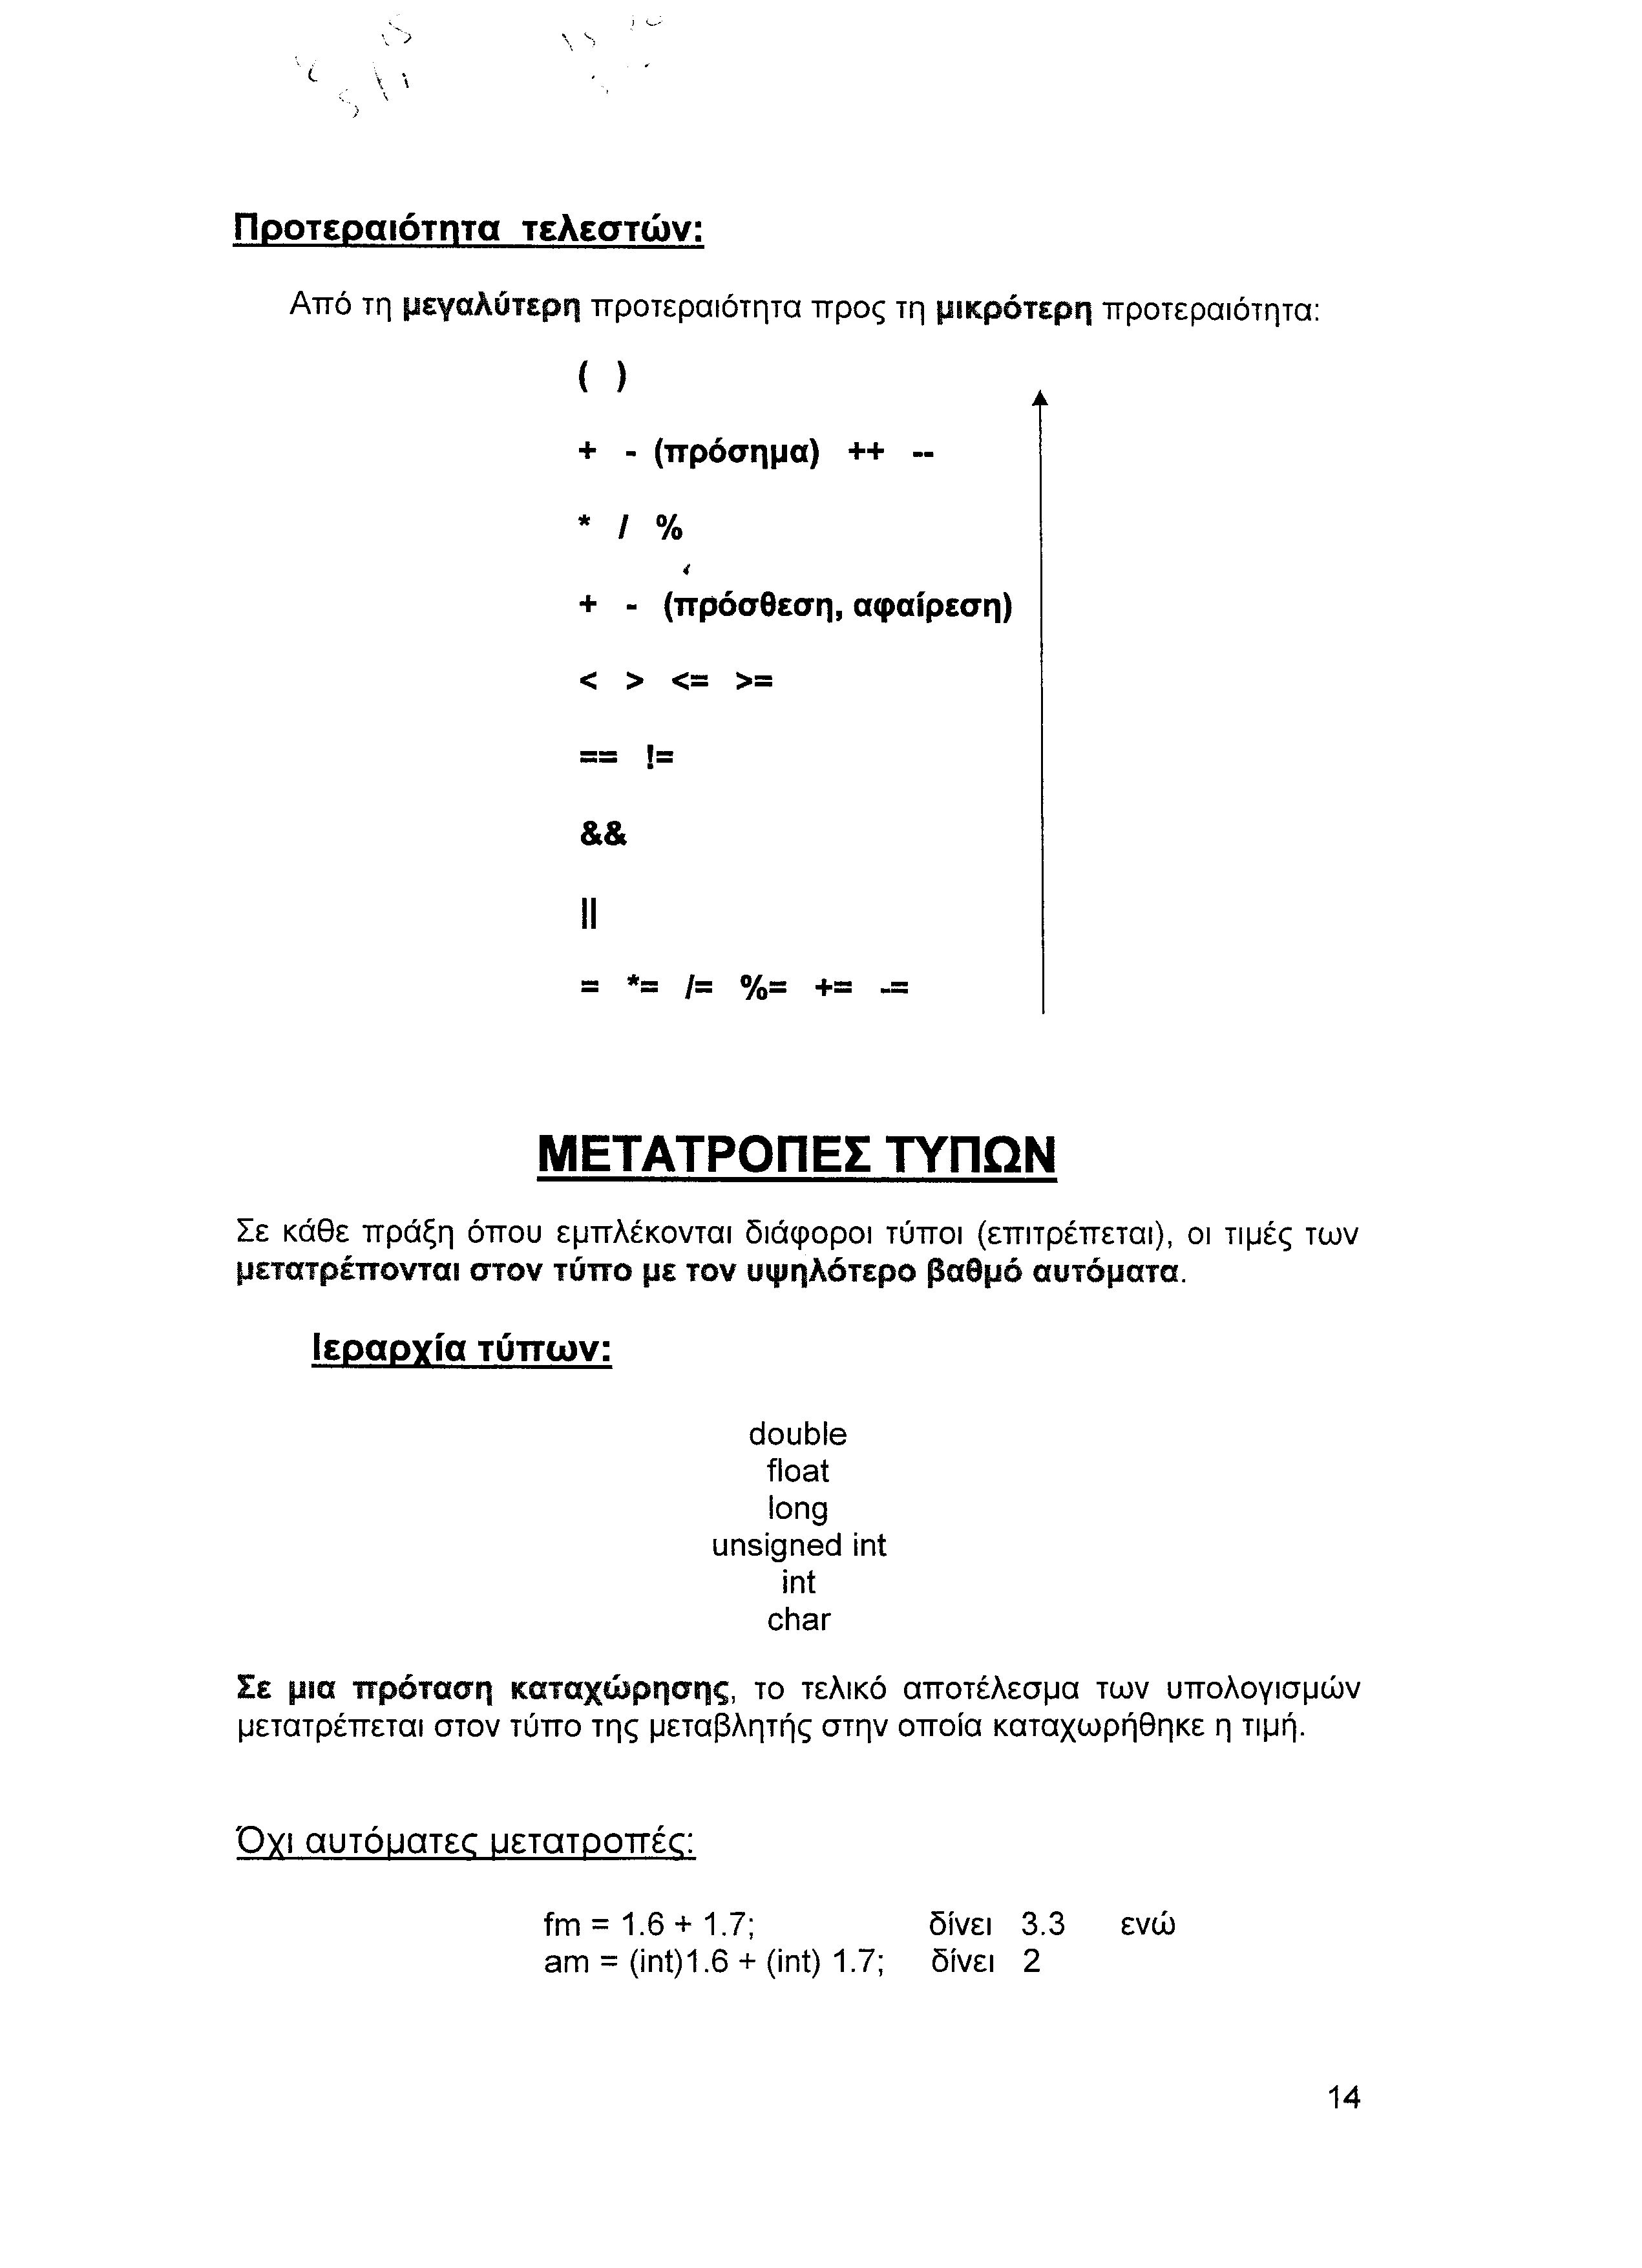 Προτεραιότητα τελεστών:
Από τη μεγαλύτερη προτεραιότητα προς τη μικρότερη προτεραιότητα:
( )
+ - (πρόσημα) ++ --
* / %
+ - (πρόσθεση, αφαίρεση)
< > <= >=
== !=
&&
||
= *= /= %= += -=
ΜΕΤΑΤΡΟΠΕΣ ΤΥΠΩΝ
Σε κάθε πράξη όπου εμπλέκονται διάφοροι τύποι (επιτρέπεται), οι τιμές των
μετατρέπονται στον τύπο με τον υψηλότερο βαθμό αυτόματα.
Ιεραρχία τύπων:
double
float
long
unsigned int
int
char
Σε μια πρόταση καταχώρησης, το τελικό αποτέλεσμα των υπολογισμών
μετατρέπεται στον τύπο της μεταβλητής στην οποία καταχωρήθηκε η τιμή.
Όχι αυτόματες μετατροπές:
fm = 1.6 + 1.7; δίνει 3.3 ενώ
am = (int)1.6 + (int) 1.7; δίνει 2
14